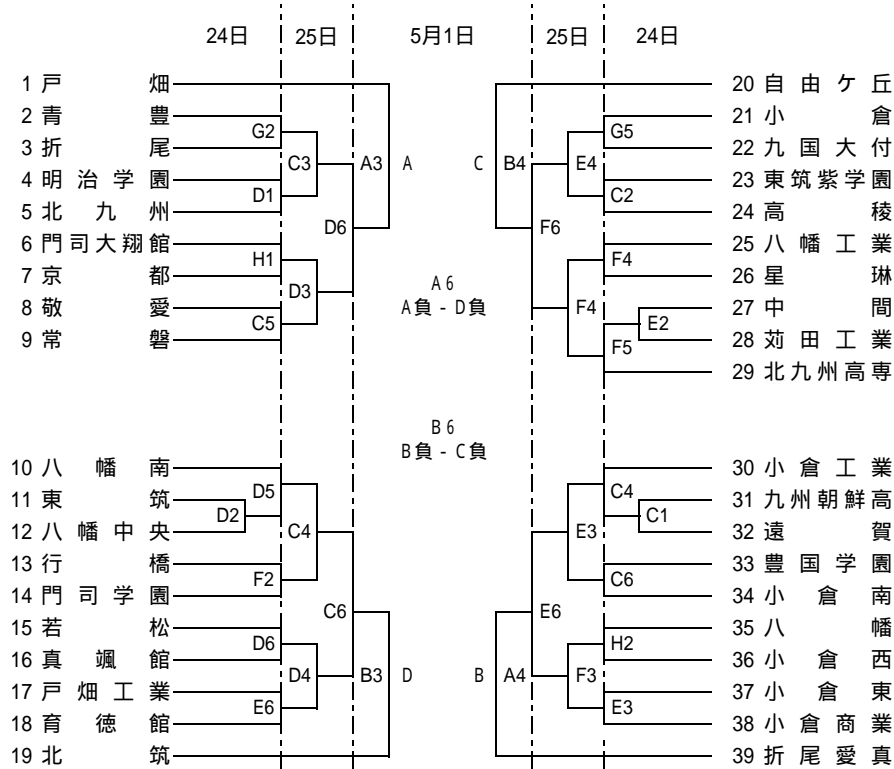 24日 25日 5月1日 25日 24日
1 戸畑
2 青豊
3 折尾
4 明治学園
5 北九州
6 門司大翔館
7 京都
8 敬愛
9 常磐
G2
D1
H1
C5
C3
D3
D6
A3
A
10 八幡南
11 東筑
12 八幡中央
13 行橋
14 門司学園
15 若松
16 真颯館
17 戸畑工業
18 育徳館
19 北筑
D2
D5
F2
D6
E6
C4
D4
C6
B3
D
A6
A負 - D負
B6
B負 - C負
C
B4
F6
E4
F4
G5
C2
F4
F5
E2
20 自由ケ丘
21 小倉
22 九国大付
23 東筑紫学園
24 高稜
25 八幡工業
26 星琳
27 中間
28 苅田工業
29 北九州高専
B
A4
E6
E3
F3
C4
C6
H2
E3
C1
30 小倉工業
31 九州朝鮮高
32 遠賀
33 豊国学園
34 小倉南
35 八幡
36 小倉西
37 小倉東
38 小倉商業
39 折尾愛真